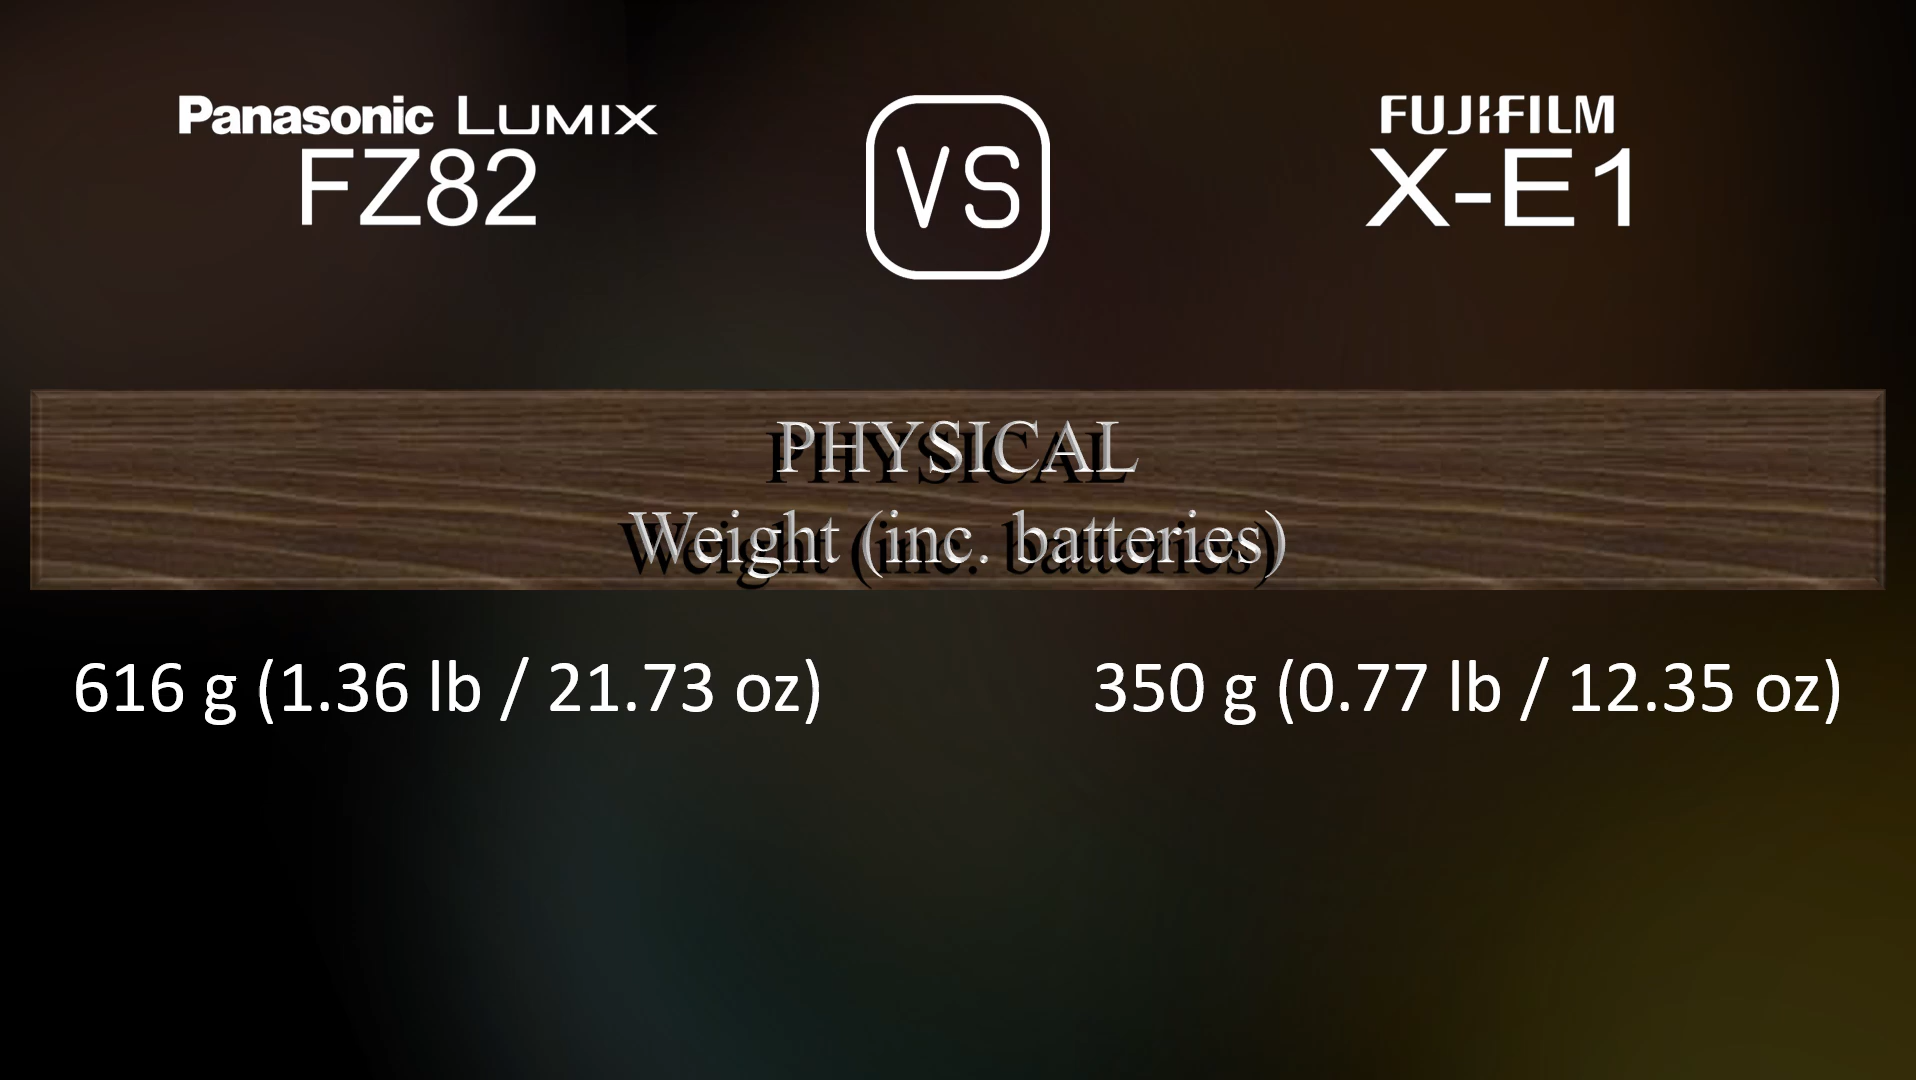 Panasonic LUMIX
FZ82
VS
FUJIFILM
X-E1
PHYSICAL
Weight (inc. batteries)
616 g (1.36 lb / 21.73 oz)
350 g (0.77 lb / 12.35 oz)